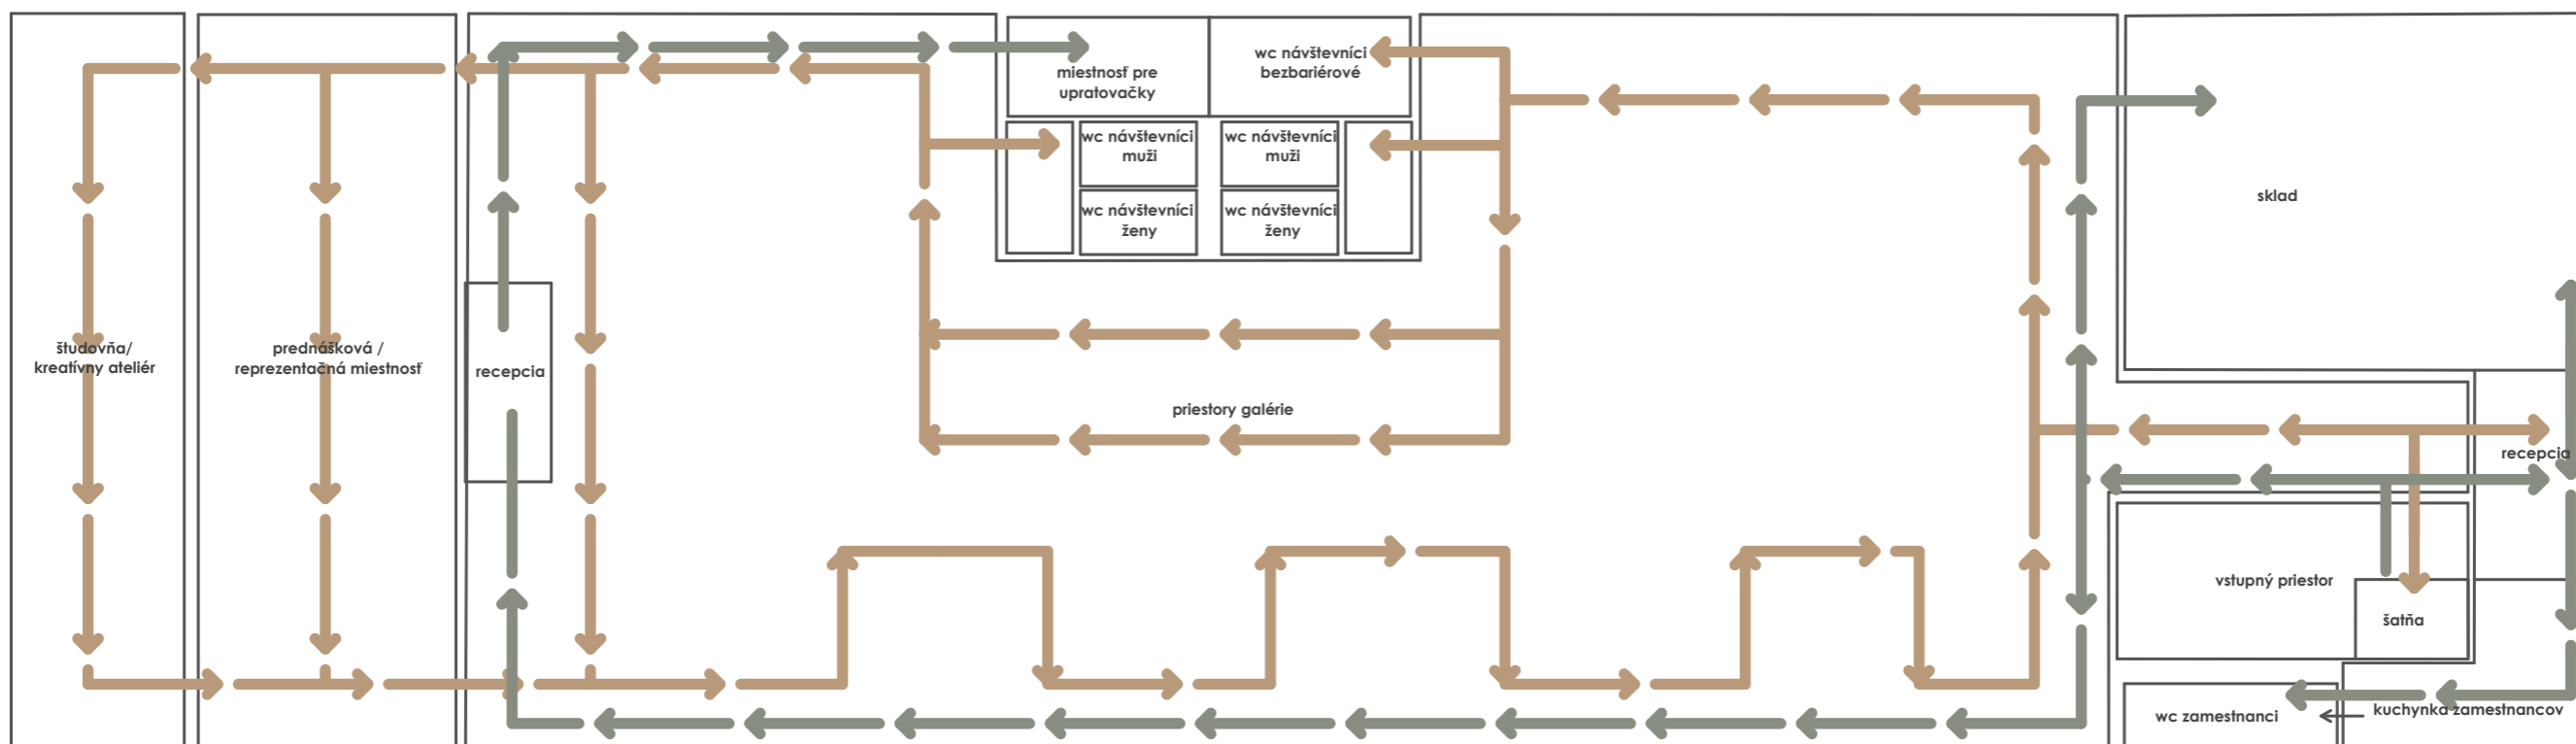 študovňa/
kreatívny ateliér
prednášková /
reprezentačná miestnosť
recepcia
miestnosť pre
upratovačky
wc návštevníci
bezbariérové
wc návštevníci
muži
wc návštevníci
muži
wc návštevníci
ženy
wc návštevníci
ženy
priestory galérie
sklad
recepcia
vstupný priestor
šatňa
wc zamestnanci
kuchynka zamestnancov